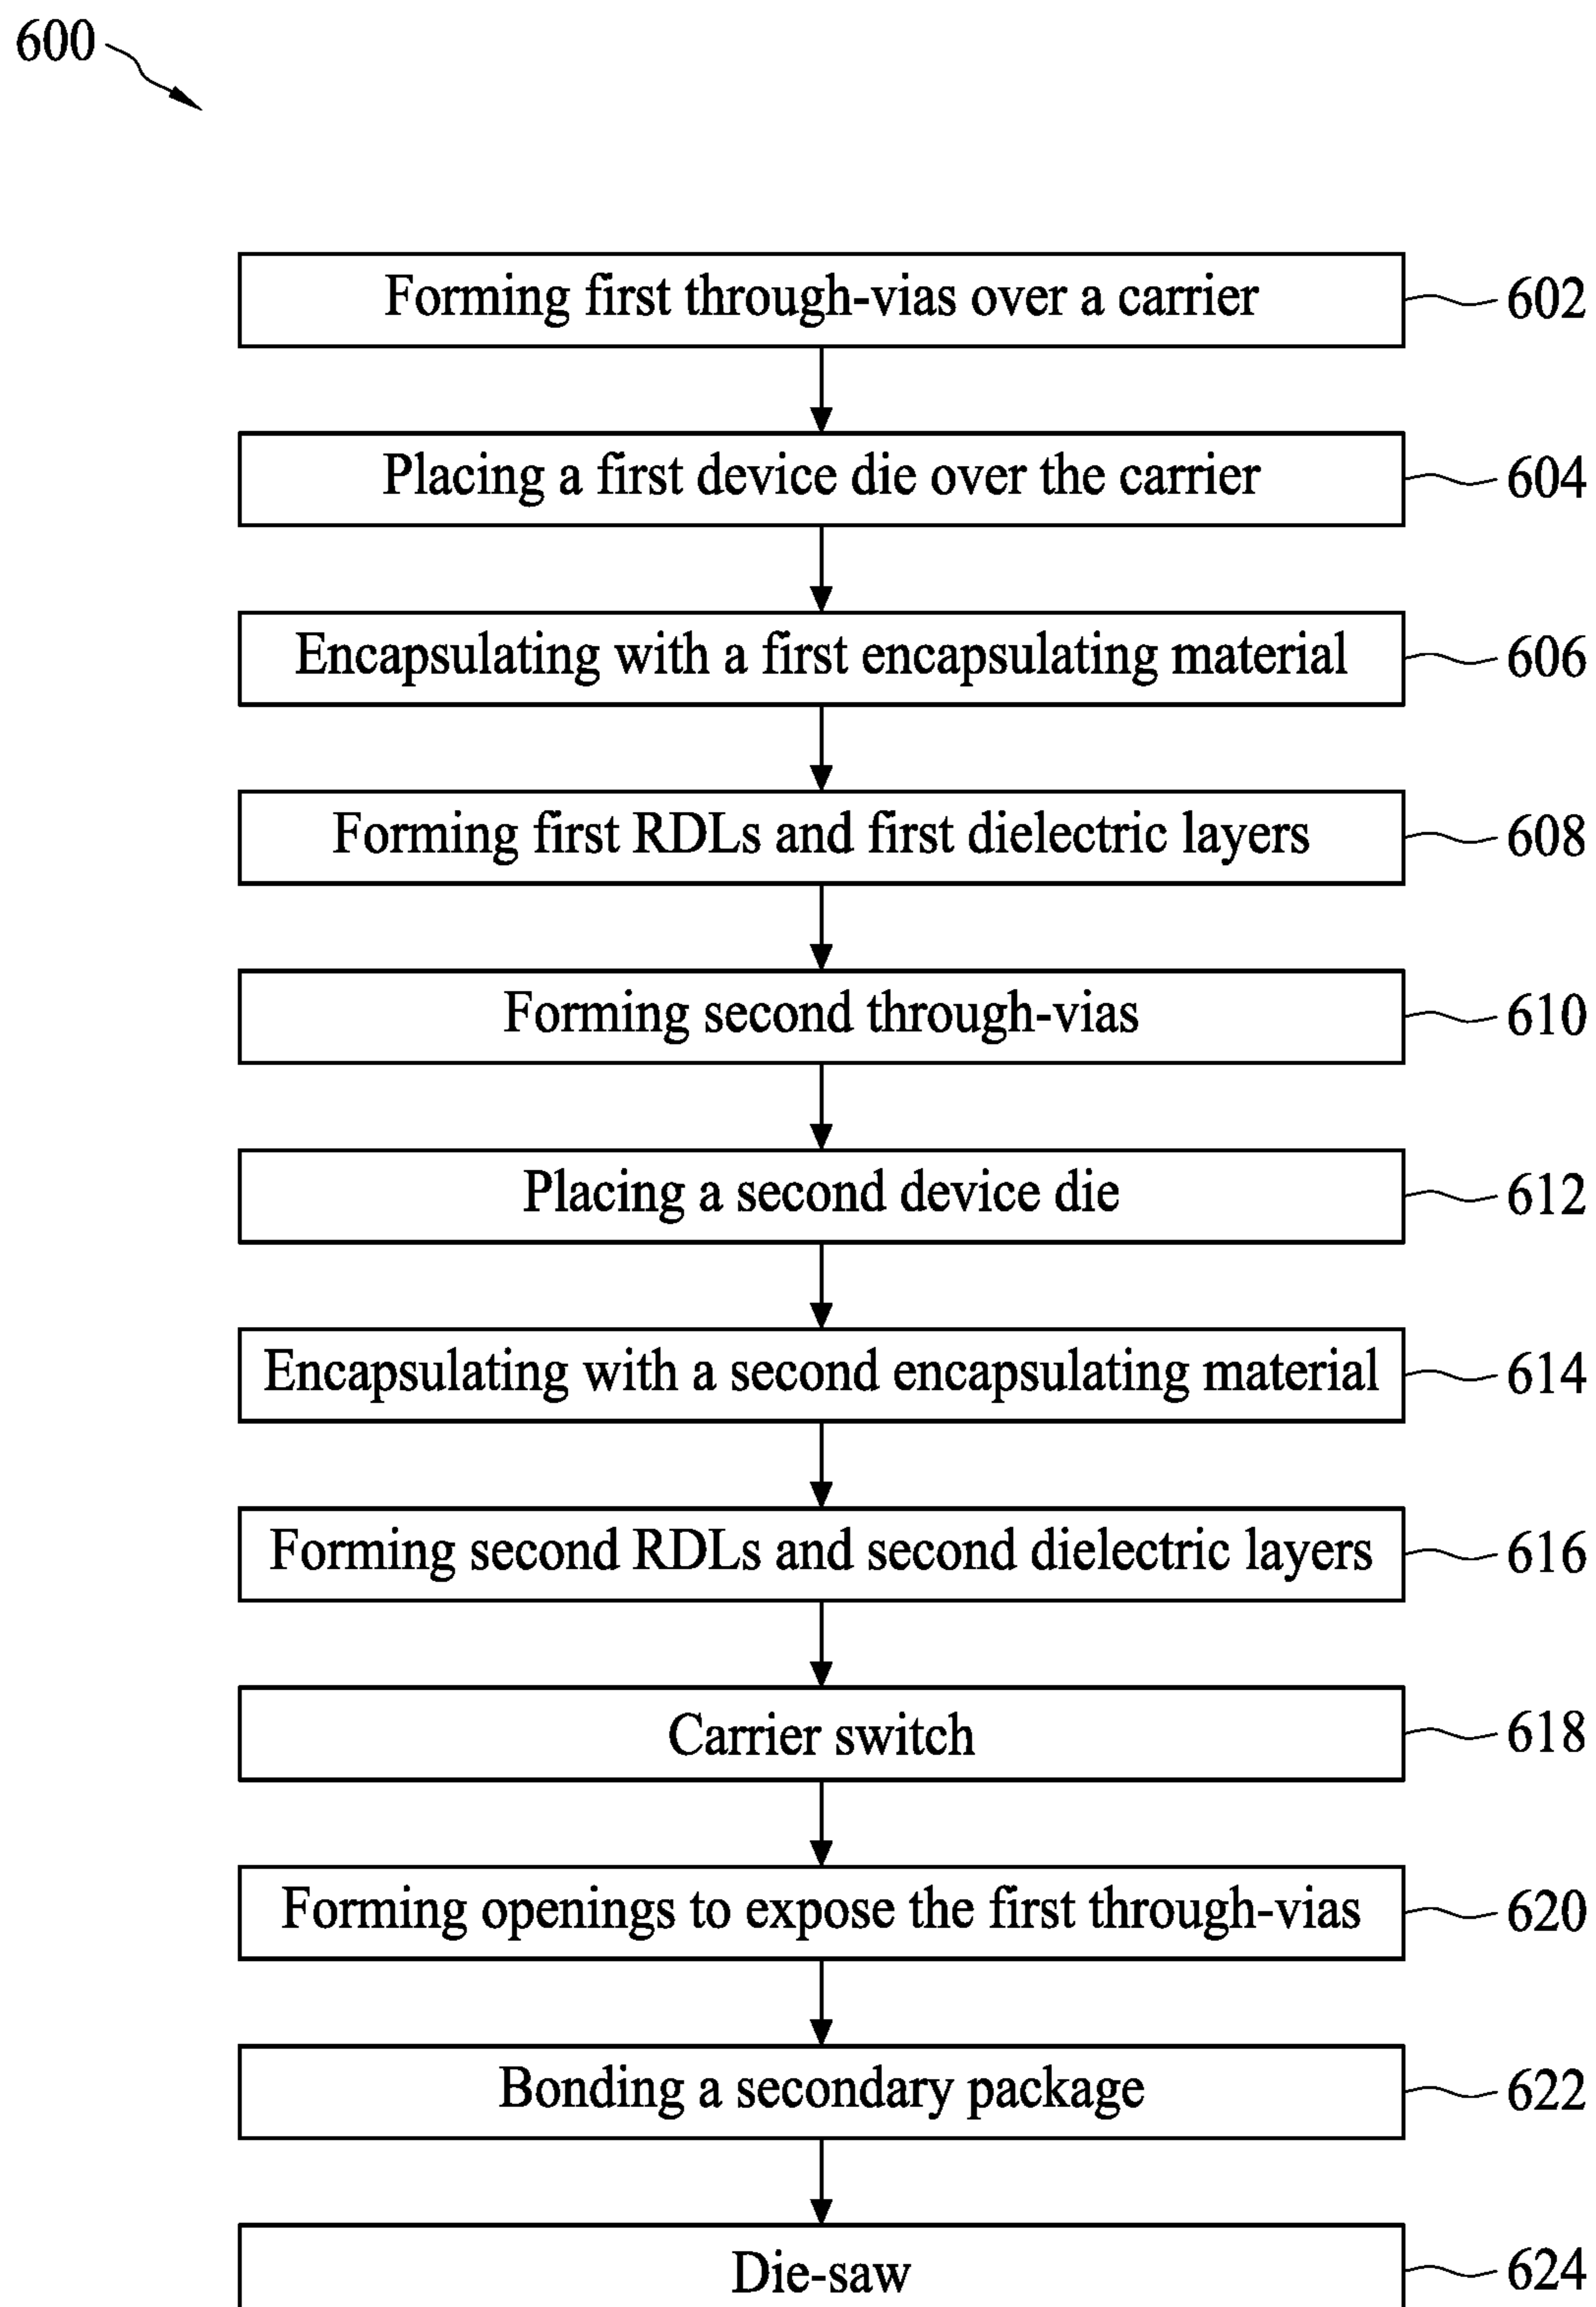 600
Forming first through-vias over a carrier 602
Placing a first device die over the carrier 604
Encapsulating with a first encapsulating material 606
Forming first RDLs and first dielectric layers 608
Forming second through-vias 610
Placing a second device die 612
Encapsulating with a second encapsulating material 614
Forming second RDLs and second dielectric layers 616
Carrier switch 618
Forming openings to expose the first through-vias 620
Bonding a secondary package 622
Die-saw 624